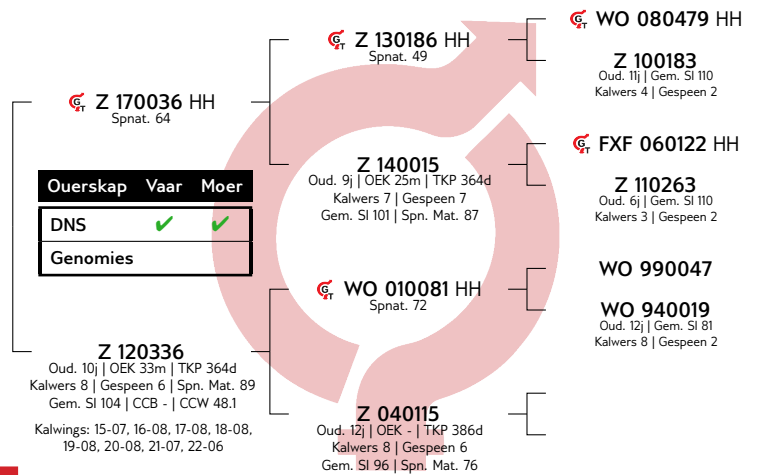 G T Z 170036 HH
Spnat. 64
Ouerskap Vaar Moer
DNS ✔ ✔
Genomies
Z 120336
Oud. 10j | OEK 33m | TKP 364d
Kalwers 8 | Gespeen 6 | Spn. Mat. 89
Gem. SI 104 | CCB - | CCW 48.1
Kalwings: 15-07, 16-08, 17-08, 18-08,
19-08, 20-08, 21-07, 22-06
G T Z 130186 HH
Spnat. 49
Z 140015
Oud. 9j | OEK 25m | TKP 364d
Kalwers 7 | Gespeen 7
Gem. SI 101 | Spn. Mat. 87
G T WO 010081 HH
Spnat. 72
Z 040115
Oud. 12j | OEK - | TKP 386d
Kalwers 8 | Gespeen 6
Gem. SI 96 | Spn. Mat. 76
G T WO 080479 HH
Z 100183
Oud. 11j | Gem. SI 110
Kalwers 4 | Gespeen 2
G T FXF 060122 HH
Z 110263
Oud. 6j | Gem. SI 110
Kalwers 3 | Gespeen 2
WO 990047
WO 940019
Oud. 12j | Gem. SI 81
Kalwers 8 | Gespeen 2